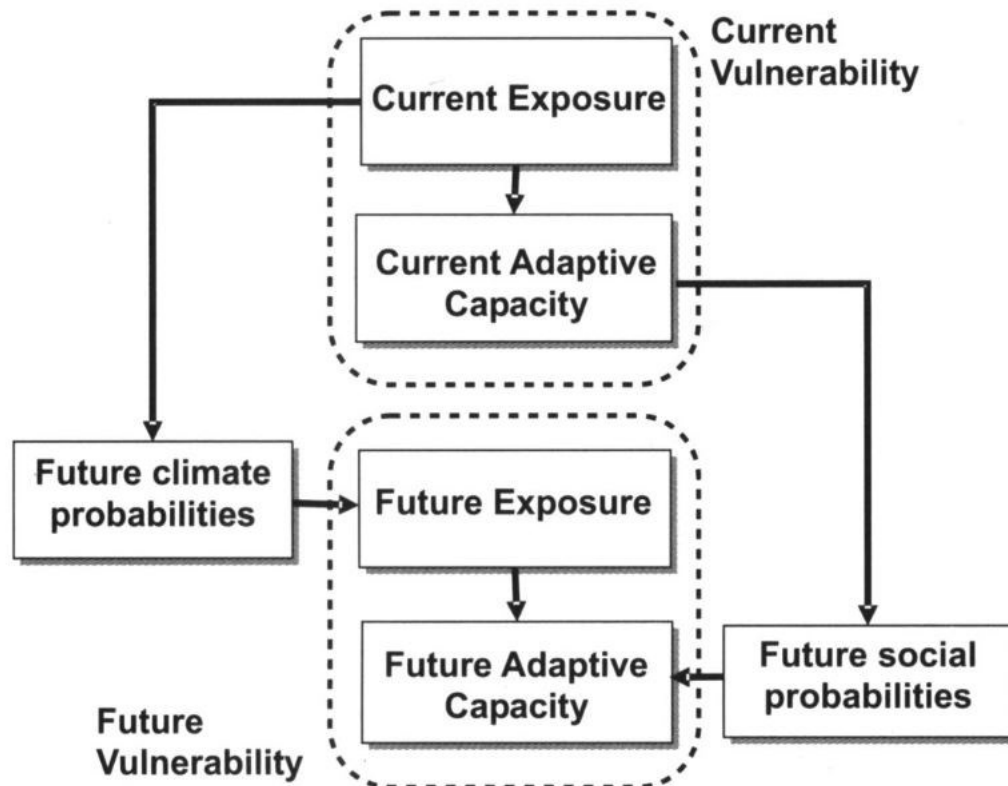 Current
Vulnerability
Current Exposure
Current Adaptive
Capacity
Future climate
probabilities
Future Exposure
Future Adaptive
Capacity
Future social
probabilities
Future
Vulnerability